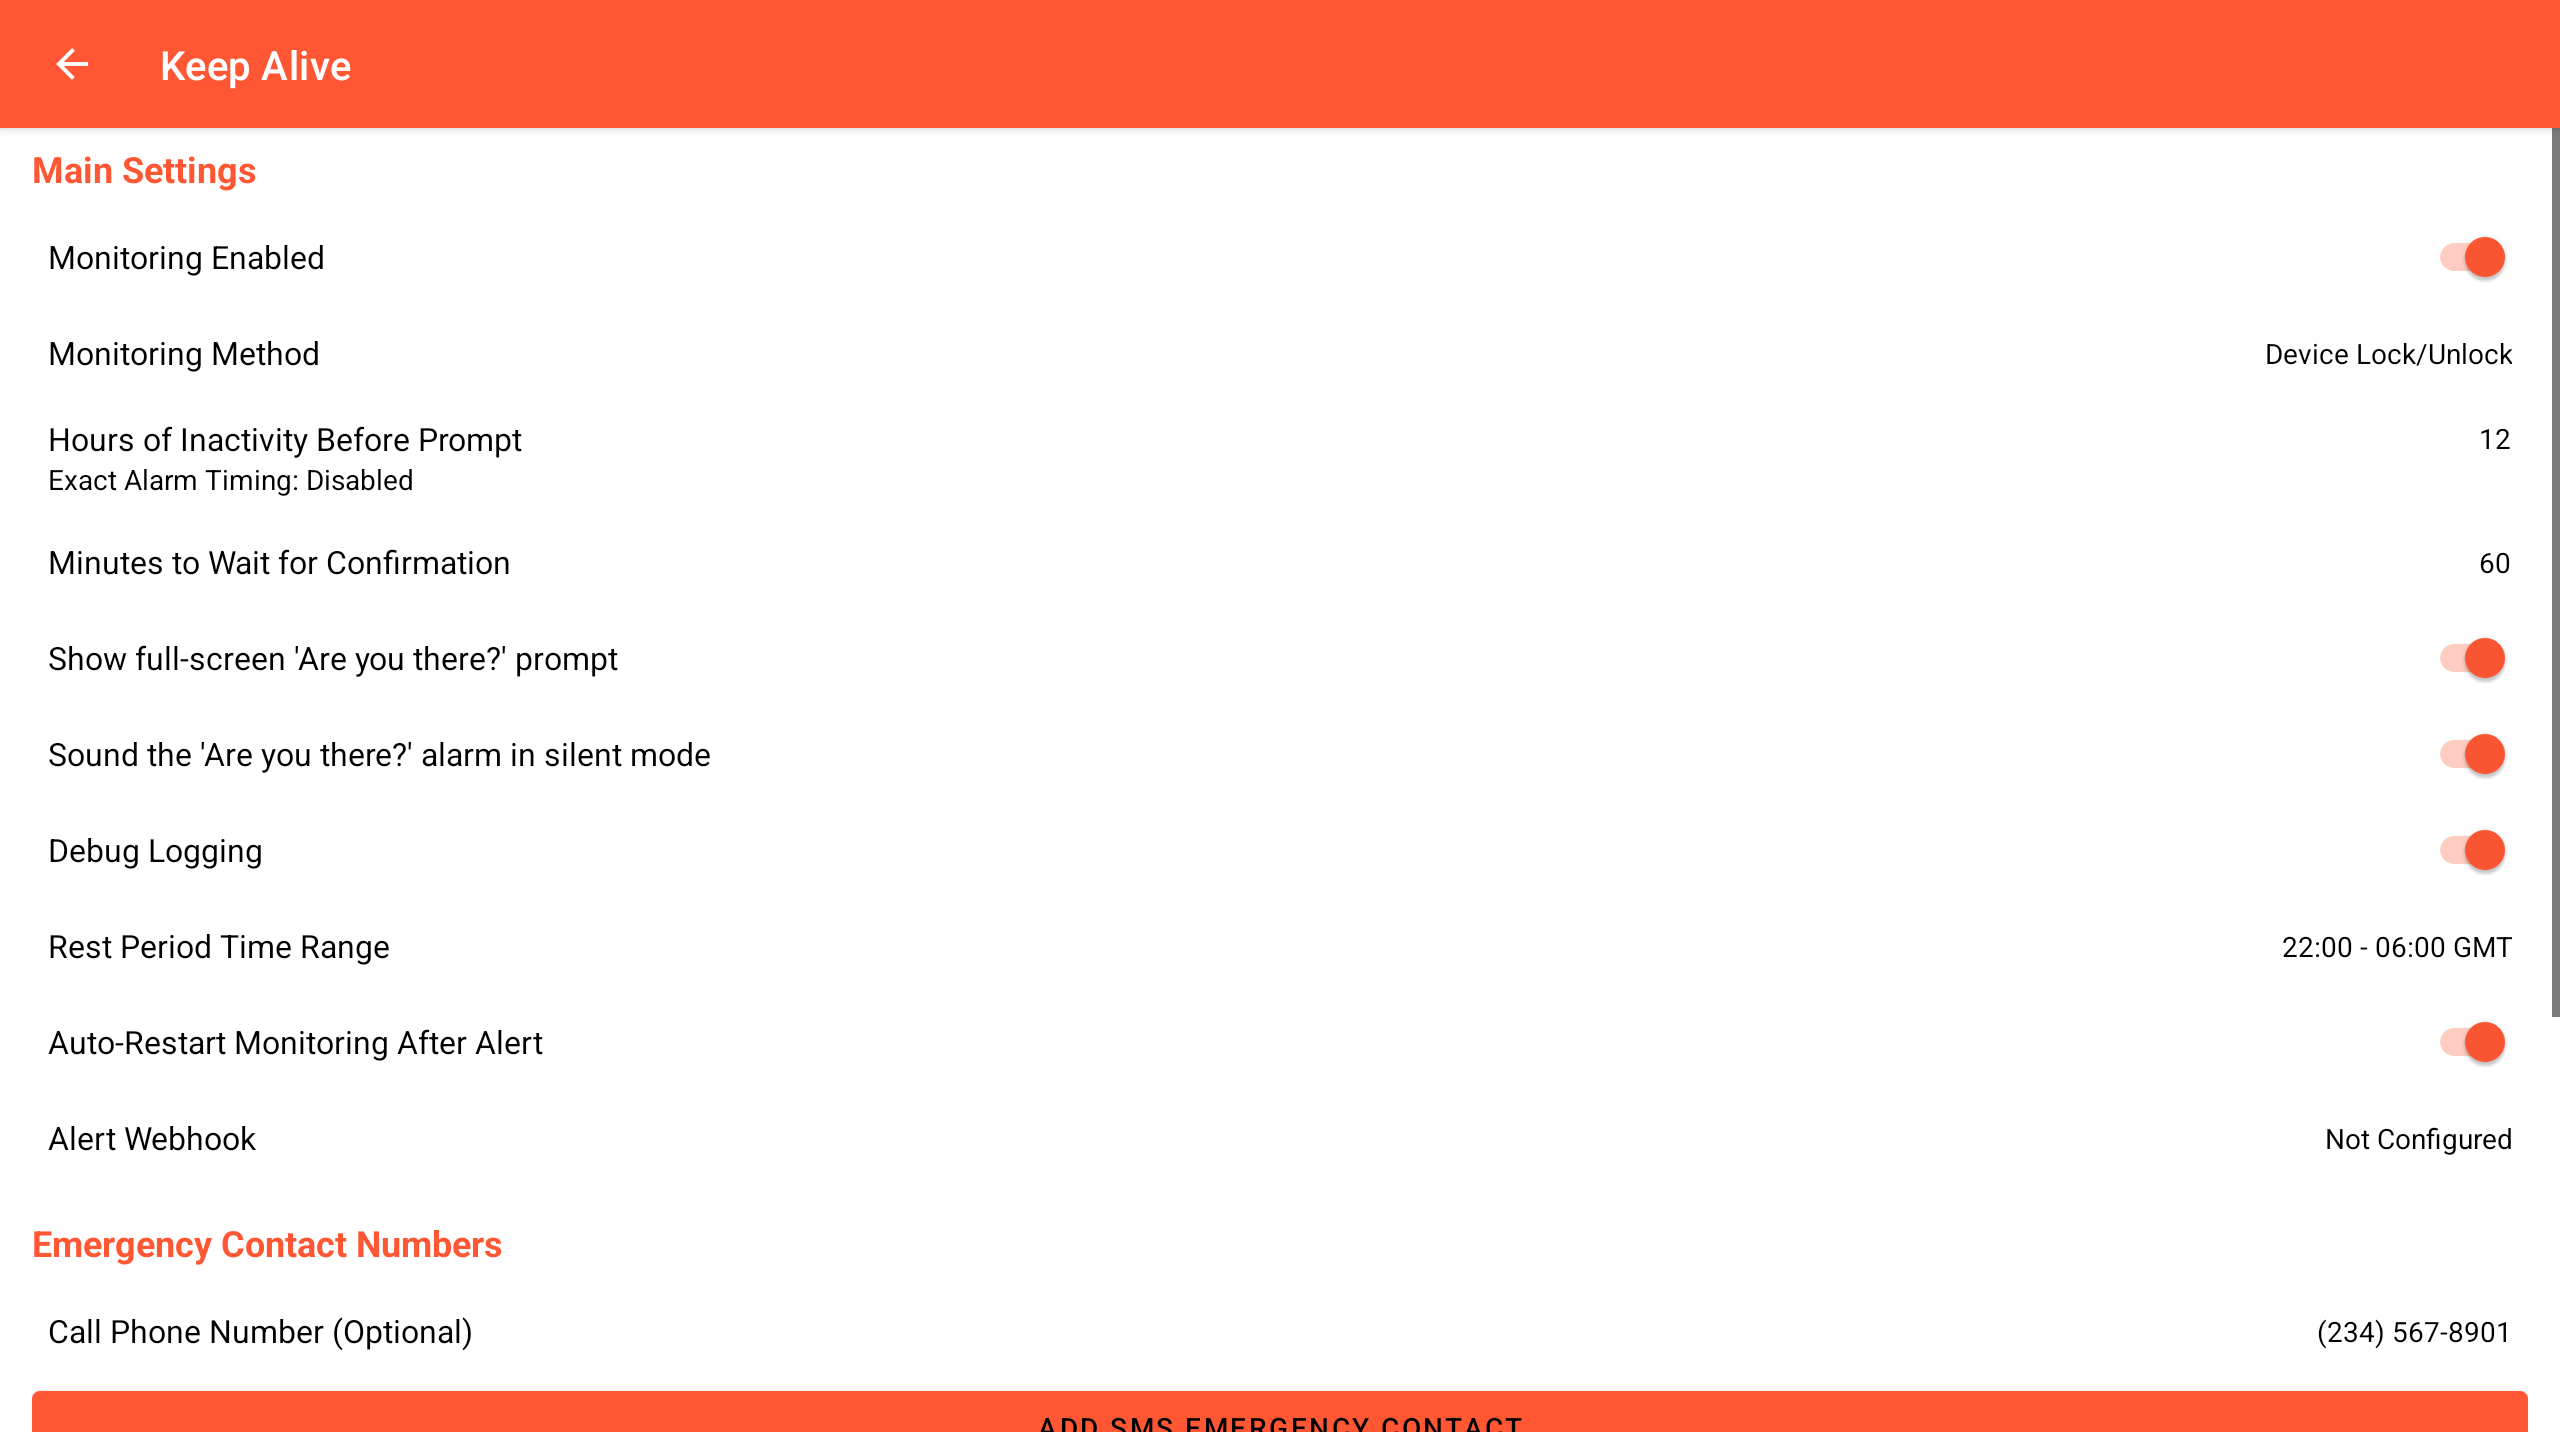 Keep Alive
Main Settings
Monitoring Enabled
Monitoring Method
Device Lock/Unlock
Hours of Inactivity Before Prompt
12
Exact Alarm Timing: Disabled
Minutes to Wait for Confirmation
60
Show full-screen 'Are you there?' prompt
Sound the 'Are you there?' alarm in silent mode
Debug Logging
Rest Period Time Range
22:00 - 06:00 GMT
Auto-Restart Monitoring After Alert
Alert Webhook
Not Configured
Emergency Contact Numbers
Call Phone Number (Optional)
(234) 567-8901
ADD SMS EMERGENCY CONTACT